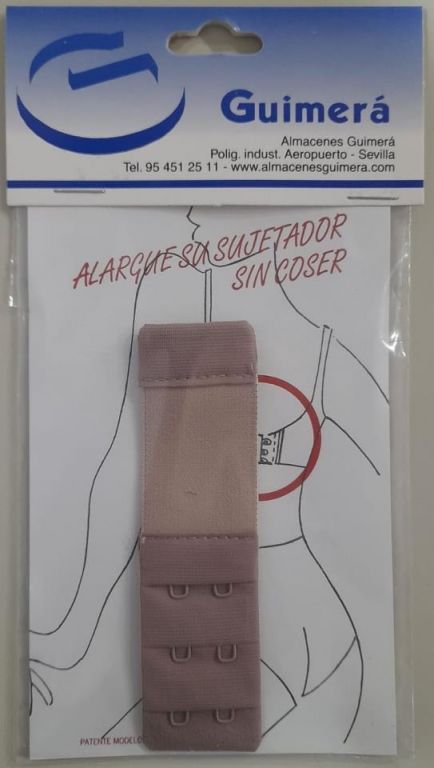 Guimerá
Almacenes Guimerá
Polig. indust. Aeropuerto - Sevilla
Tel. 95 451 25 11 - www.almacenesguimera.com
ALARGUE SU SUJETADOR
SIN COSER
PATENTE MODELO